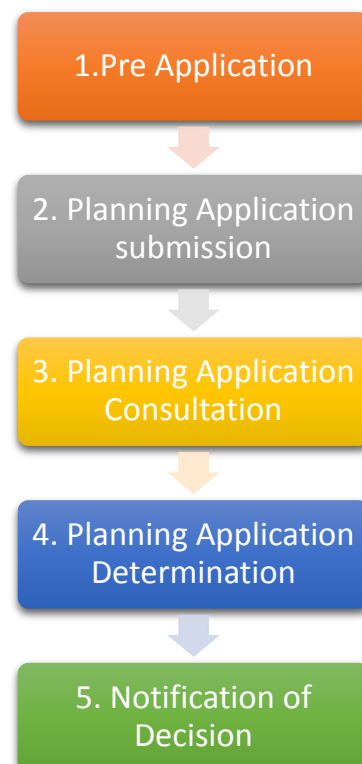 1.Pre Application
2. Planning Application
submission
3. Planning Application
Consultation
4. Planning Application
Determination
5. Notification of
Decision